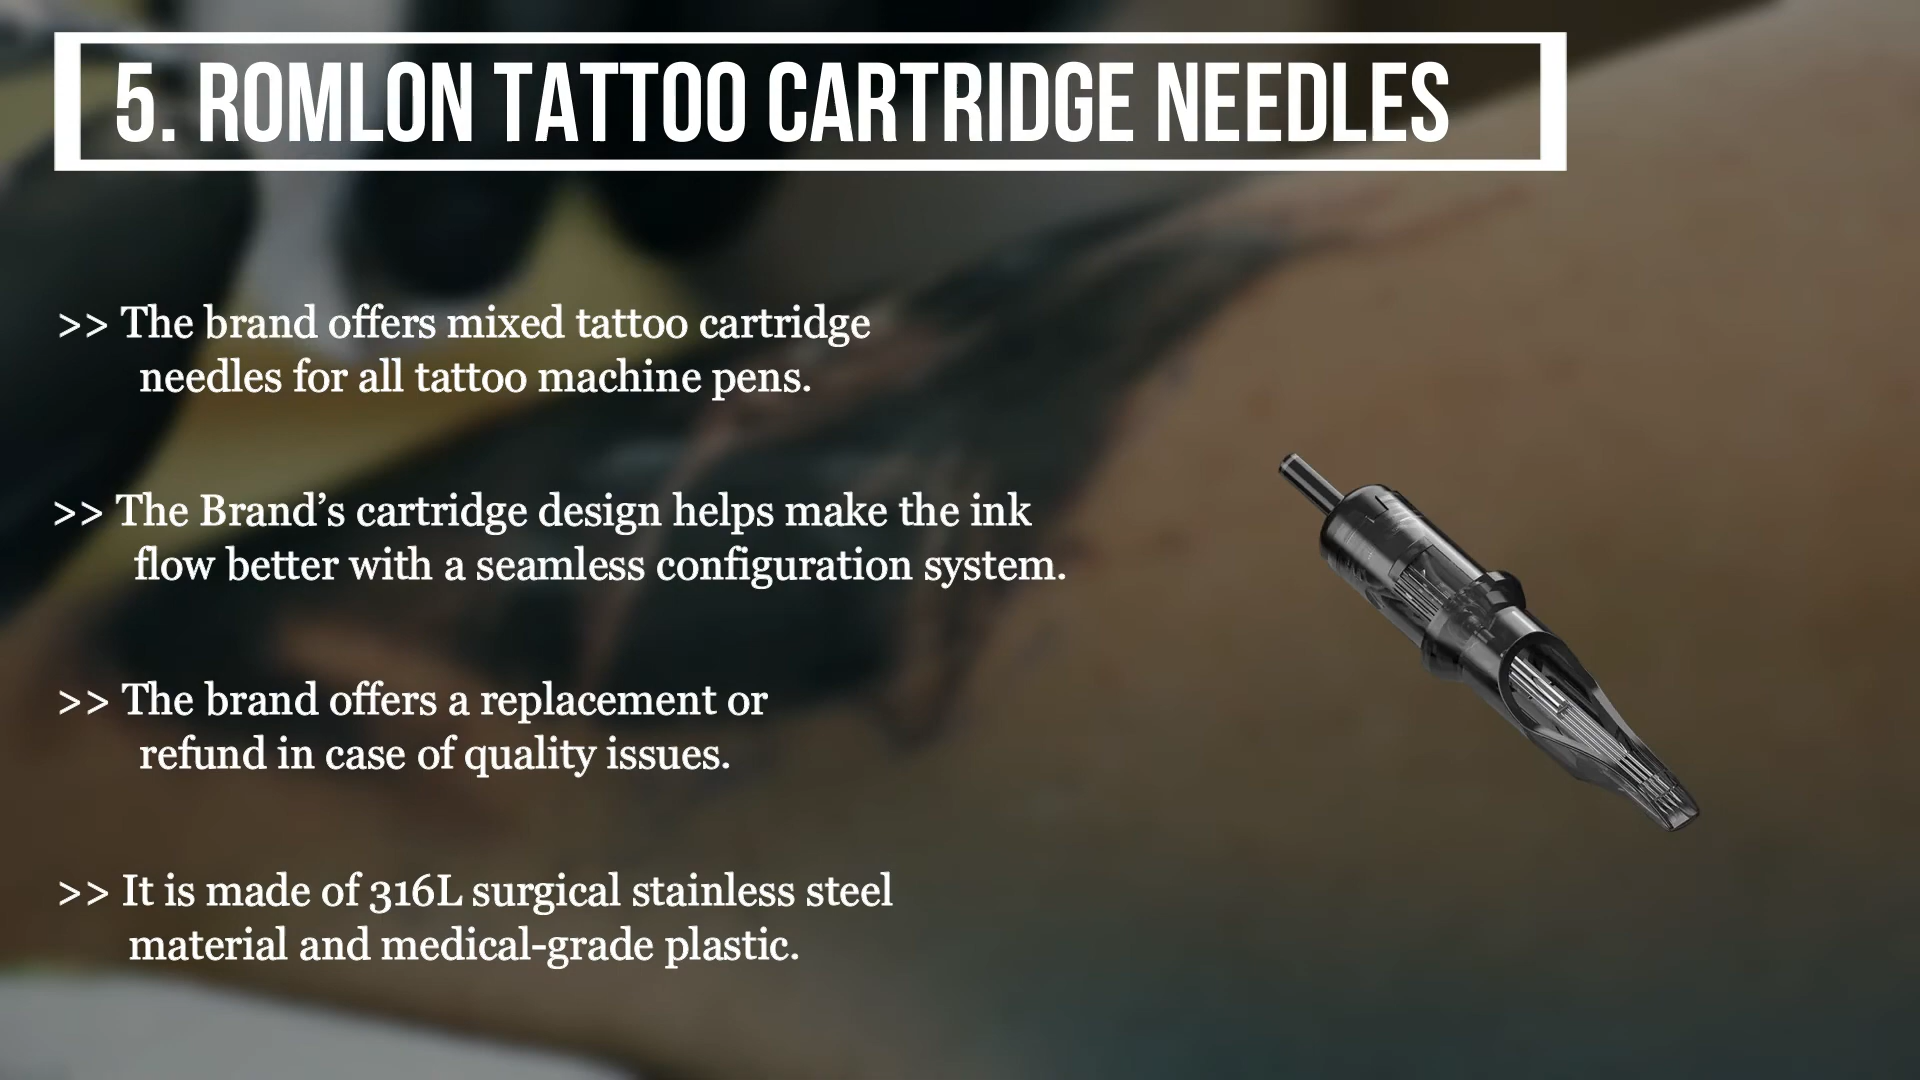 5. ROMLON TATTOO CARTRIDGE NEEDLES
>> The brand offers mixed tattoo cartridge
needles for all tattoo machine pens.
>> The Brand’s cartridge design helps make the ink
flow better with a seamless configuration system.
>> The brand offers a replacement or
refund in case of quality issues.
>> It is made of 316L surgical stainless steel
material and medical-grade plastic.